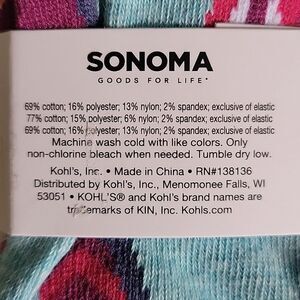 SONOMA
GOODS FOR LIFE™
69% cotton; 16% polyester; 13% nylon; 2% spandex; exclusive of elastic
77% cotton; 15% polyester; 6% nylon; 2% spandex; exclusive of elastic
69% cotton; 16% polyester; 13% nylon; 2% spandex; exclusive of elastic
Machine wash cold with like colors. Only
non-chlorine bleach when needed. Tumble dry low.
Kohl's, Inc. • Made in China • RN#138136
Distributed by Kohl's, Inc., Menomonee Falls, WI
53051 • KOHL'S® and Kohl's brand names are
trademarks of KIN, Inc. Kohls.com